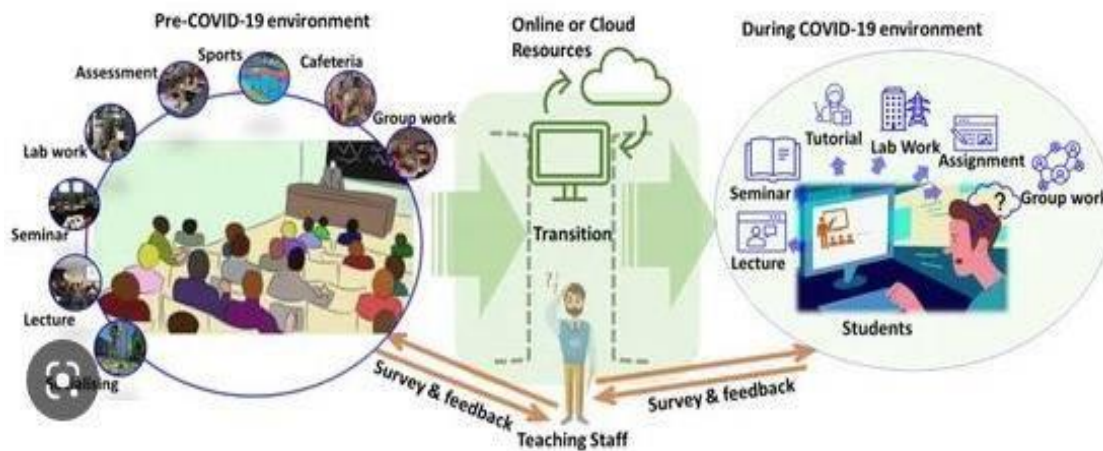 Pre-COVID-19 environment
Sports
Cafeteria
Assessment
Group work
Lab work
Seminar
Lecture
Online or Cloud
Resources
Transition
Survey & feedback
Survey & feedback
Teaching Staff
During COVID-19 environment
Tutorial
Lab Work
Assignment
Seminar
?
Group work
Lecture
Students